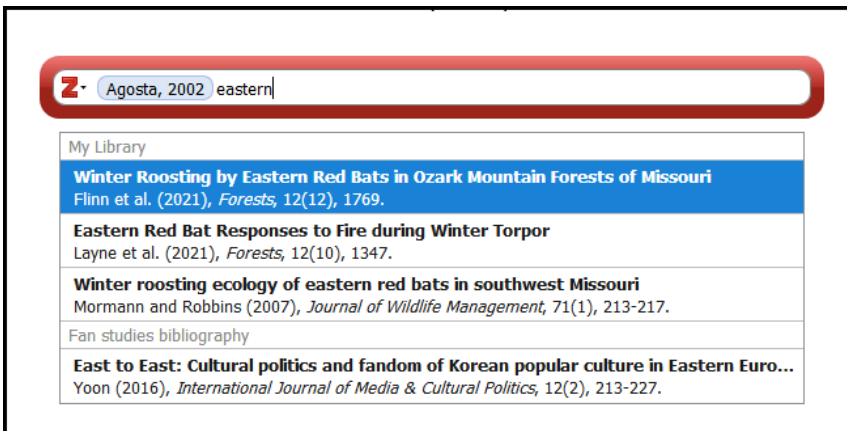 Z Agosta, 2002 eastern
My Library
Winter Roosting by Eastern Red Bats in Ozark Mountain Forests of Missouri
Flinn et al. (2021), Forests, 12(12), 1769.
Eastern Red Bat Responses to Fire during Winter Torpor
Layne et al. (2021), Forests, 12(10), 1347.
Winter roosting ecology of eastern red bats in southwest Missouri
Mormann and Robbins (2007), Journal of Wildlife Management, 71(1), 213-217.
Fan studies bibliography
East to East: Cultural politics and fandom of Korean popular culture in Eastern Euro...
Yoon (2016), International Journal of Media & Cultural Politics, 12(2), 213-227.